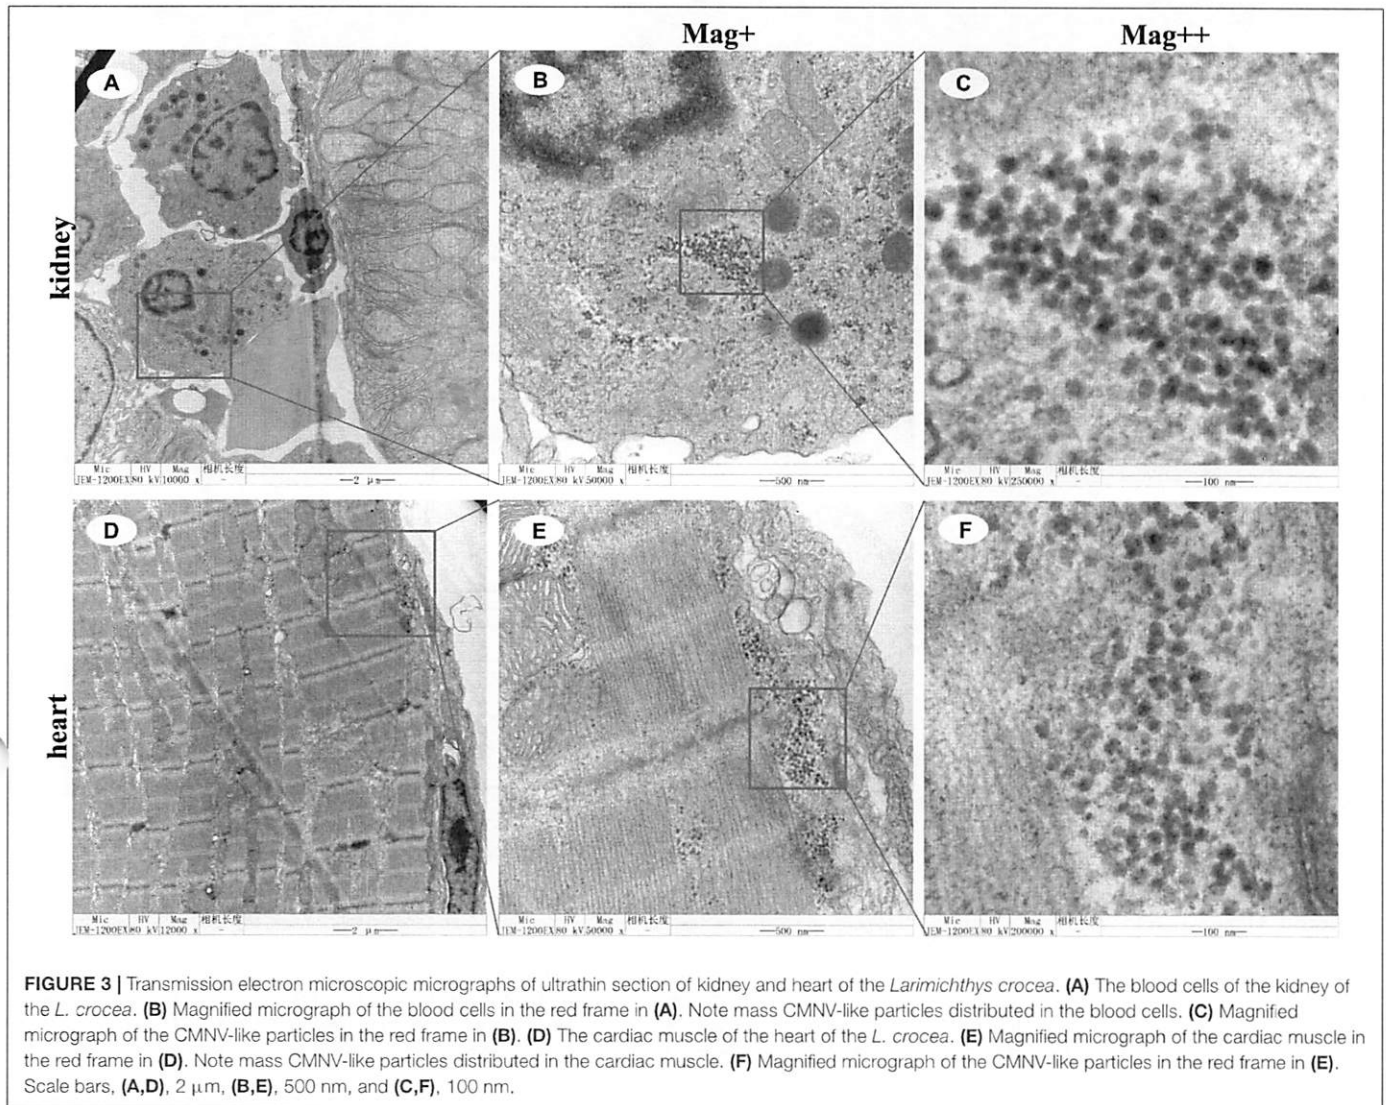 Mag+
Mag++
A
B
C
kidney
Mic HV Mag 相机长度
JEM-1200EX 80 kV 10000 x - 2 μm
Mic HV Mag 相机长度
JEM-1200EX 80 kV 50000 x - 500 nm
Mic HV Mag 相机长度
JEM-1200EX 80 kV 250000 x - 100 nm
D
E
F
heart
Mic HV Mag 相机长度
JEM-1200EX 80 kV 12000 x - 2 μm
Mic HV Mag 相机长度
JEM-1200EX 80 kV 50000 x - 500 nm
Mic HV Mag 相机长度
JEM-1200EX 80 kV 200000 x - 100 nm
FIGURE 3 | Transmission electron microscopic micrographs of ultrathin section of kidney and heart of the Larimichthys crocea. (A) The blood cells of the kidney of
the L. crocea. (B) Magnified micrograph of the blood cells in the red frame in (A). Note mass CMNV-like particles distributed in the blood cells. (C) Magnified
micrograph of the CMNV-like particles in the red frame in (B). (D) The cardiac muscle of the heart of the L. crocea. (E) Magnified micrograph of the cardiac muscle in
the red frame in (D). Note mass CMNV-like particles distributed in the cardiac muscle. (F) Magnified micrograph of the CMNV-like particles in the red frame in (E).
Scale bars, (A,D), 2 μm, (B,E), 500 nm, and (C,F), 100 nm.